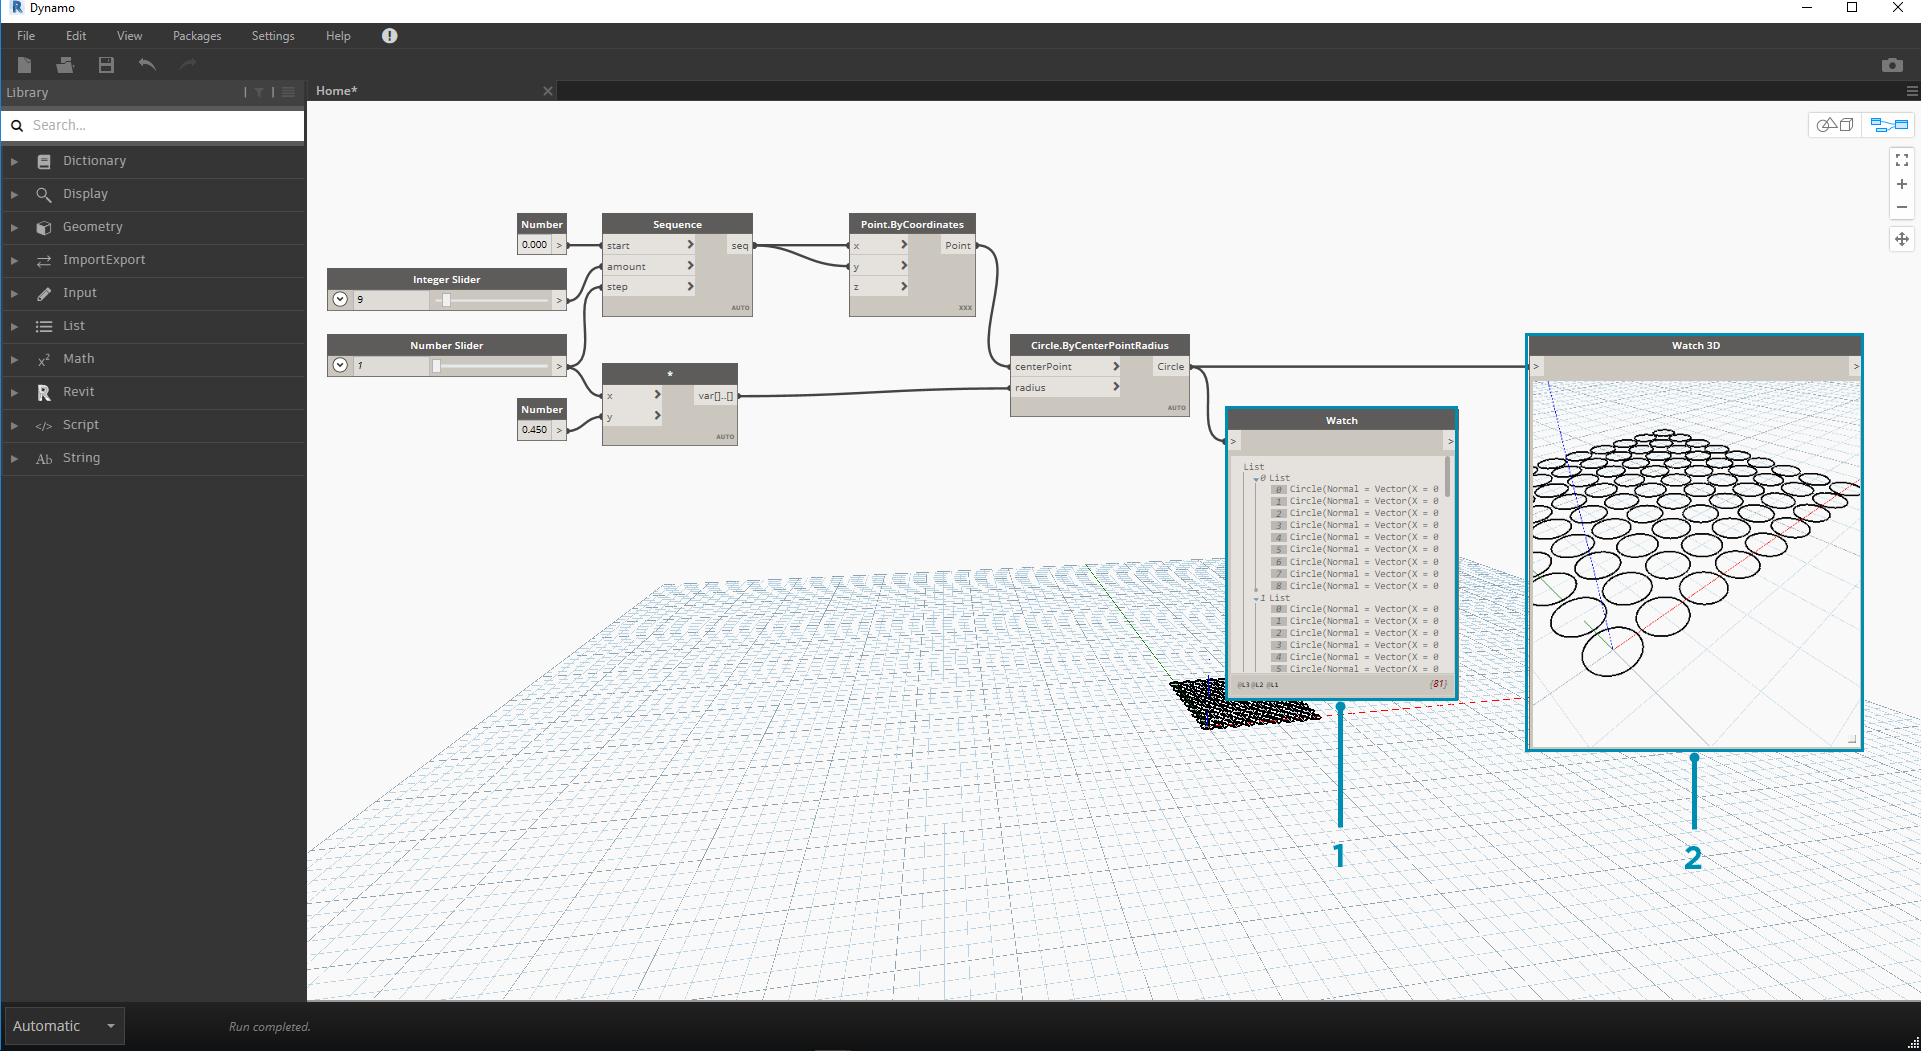 Dynamo
File Edit View Packages Settings Help
Library
Home*
Search...
Dictionary
Display
Geometry
ImportExport
Input
List
Math
Revit
Script
String
Number
0.000 >
Integer Slider
9 >
Number Slider
1 >
Number
0.450 >
Sequence
start > seq
amount >
step >
AUTO
*
x > var[]..[]
y >
AUTO
Point.ByCoordinates
x > Point
y >
z >
XXX
Circle.ByCenterPointRadius
centerPoint > Circle
radius >
AUTO
Watch
> >
List
0 List
0 Circle(Normal = Vector(X = 0
1 Circle(Normal = Vector(X = 0
2 Circle(Normal = Vector(X = 0
3 Circle(Normal = Vector(X = 0
4 Circle(Normal = Vector(X = 0
5 Circle(Normal = Vector(X = 0
6 Circle(Normal = Vector(X = 0
7 Circle(Normal = Vector(X = 0
8 Circle(Normal = Vector(X = 0
1 List
0 Circle(Normal = Vector(X = 0
1 Circle(Normal = Vector(X = 0
2 Circle(Normal = Vector(X = 0
3 Circle(Normal = Vector(X = 0
4 Circle(Normal = Vector(X = 0
5 Circle(Normal = Vector(X = 0
@L3 @L2 @L1 {81}
Watch 3D
> >
1
2
Automatic
Run completed.